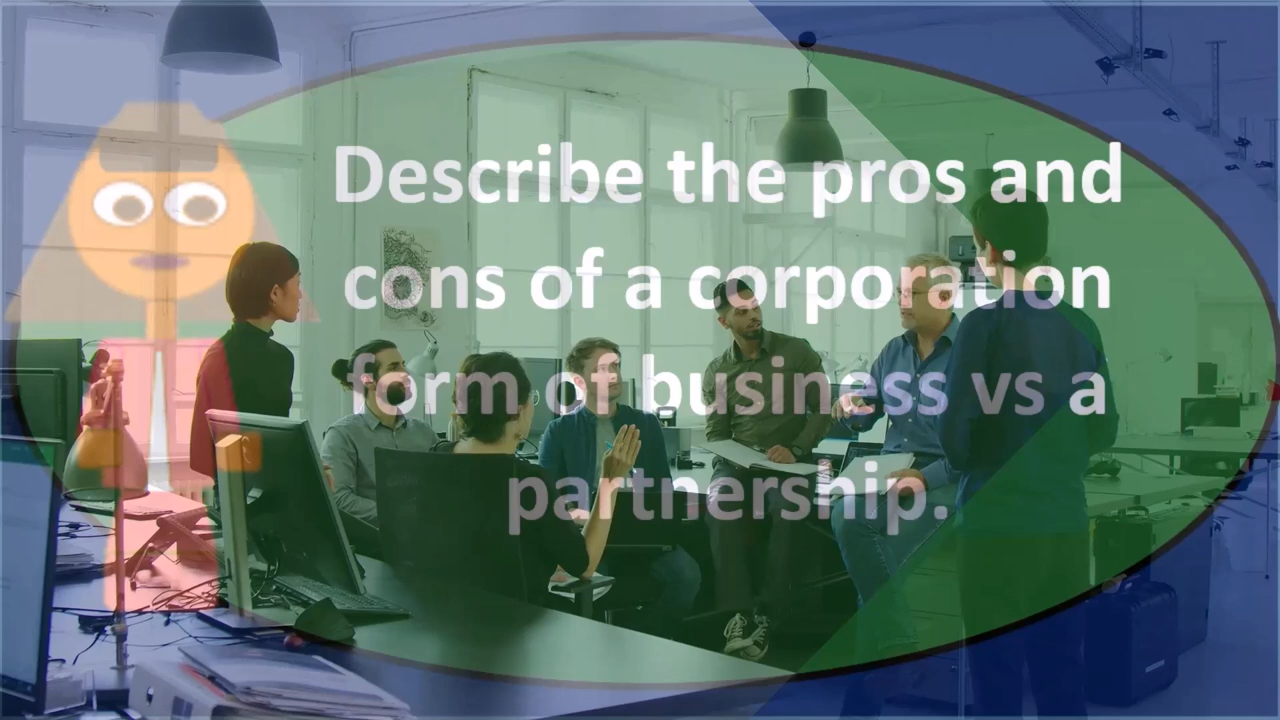 Describe the pros and
cons of a corporation
form of business vs a
partnership.